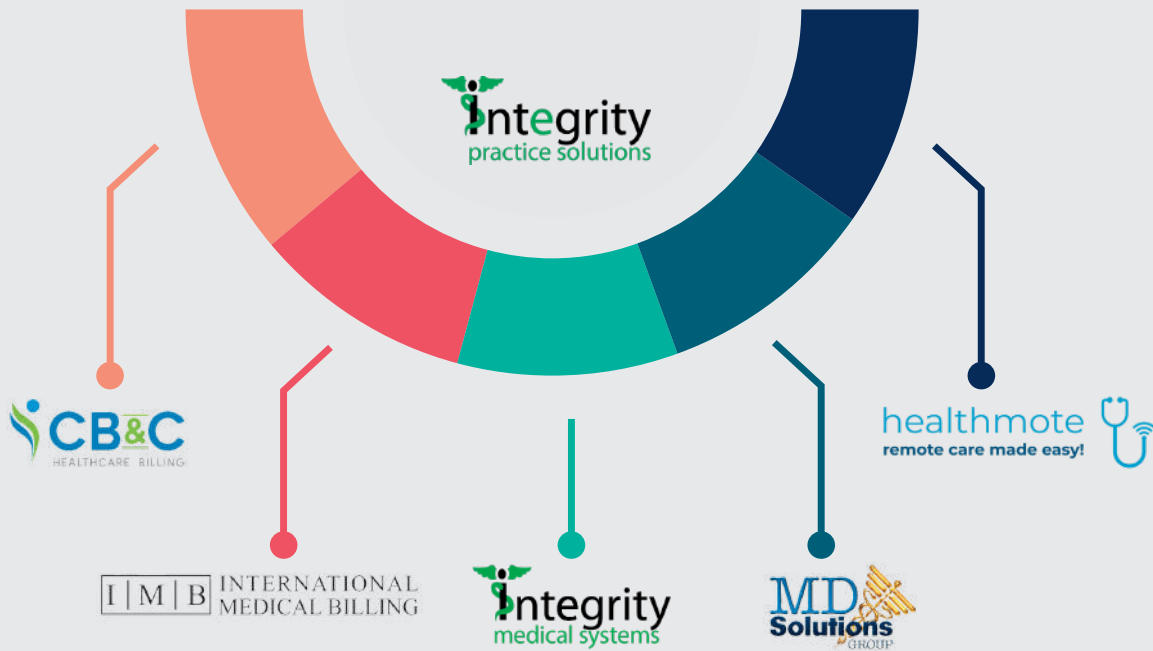 integrity
practice solutions
CB&C
HEALTHCARE BILLING
healthmote
remote care made easy!
I|M|B INTERNATIONAL
MEDICAL BILLING
integrity
medical systems
MD
Solutions
GROUP